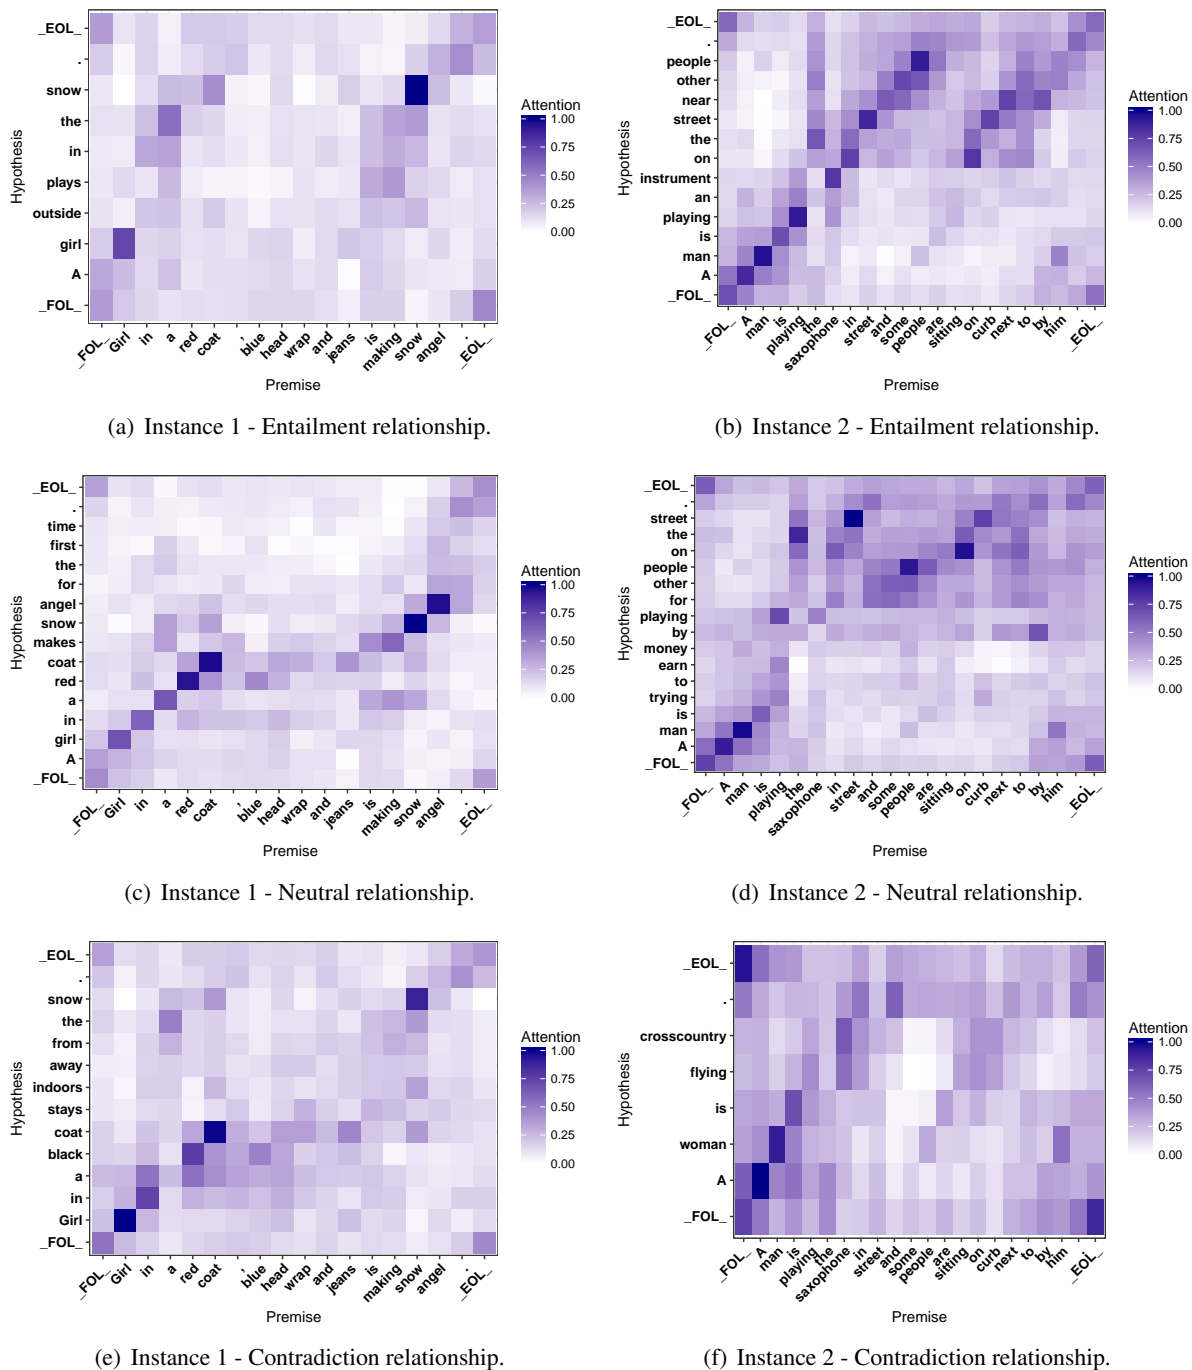 _EOL_
.
snow
the
in
plays
outside
girl
A
_FOL_
Hypothesis
_FOL_ Girl in a red coat , blue head wrap and jeans is making snow angel . _EOL_
Premise
Attention
1.00
0.75
0.50
0.25
0.00
(a) Instance 1 - Entailment relationship.
_EOL_
.
people
other
near
street
the
on
instrument
an
playing
is
man
A
_FOL_
Hypothesis
_FOL_ A man is playing the saxophone in street and some people are sitting on curb next to by him . _EOL_
Premise
Attention
1.00
0.75
0.50
0.25
0.00
(b) Instance 2 - Entailment relationship.
_EOL_
.
time
first
the
for
angel
snow
makes
coat
red
a
in
girl
A
_FOL_
Hypothesis
_FOL_ Girl in a red coat , blue head wrap and jeans is making snow angel . _EOL_
Premise
Attention
1.00
0.75
0.50
0.25
0.00
(c) Instance 1 - Neutral relationship.
_EOL_
.
street
the
on
people
other
for
playing
by
money
earn
to
trying
is
man
A
_FOL_
Hypothesis
_FOL_ A man is playing the saxophone in street and some people are sitting on curb next to by him . _EOL_
Premise
Attention
1.00
0.75
0.50
0.25
0.00
(d) Instance 2 - Neutral relationship.
_EOL_
.
snow
the
from
away
indoors
stays
coat
black
a
in
Girl
_FOL_
Hypothesis
_FOL_ Girl in a red coat , blue head wrap and jeans is making snow angel . _EOL_
Premise
Attention
1.00
0.75
0.50
0.25
0.00
(e) Instance 1 - Contradiction relationship.
_EOL_
.
crosscountry
flying
is
woman
A
_FOL_
Hypothesis
_FOL_ A man is playing the saxophone in street and some people are sitting on curb next to by him . _EOL_
Premise
Attention
1.00
0.75
0.50
0.25
0.00
(f) Instance 2 - Contradiction relationship.